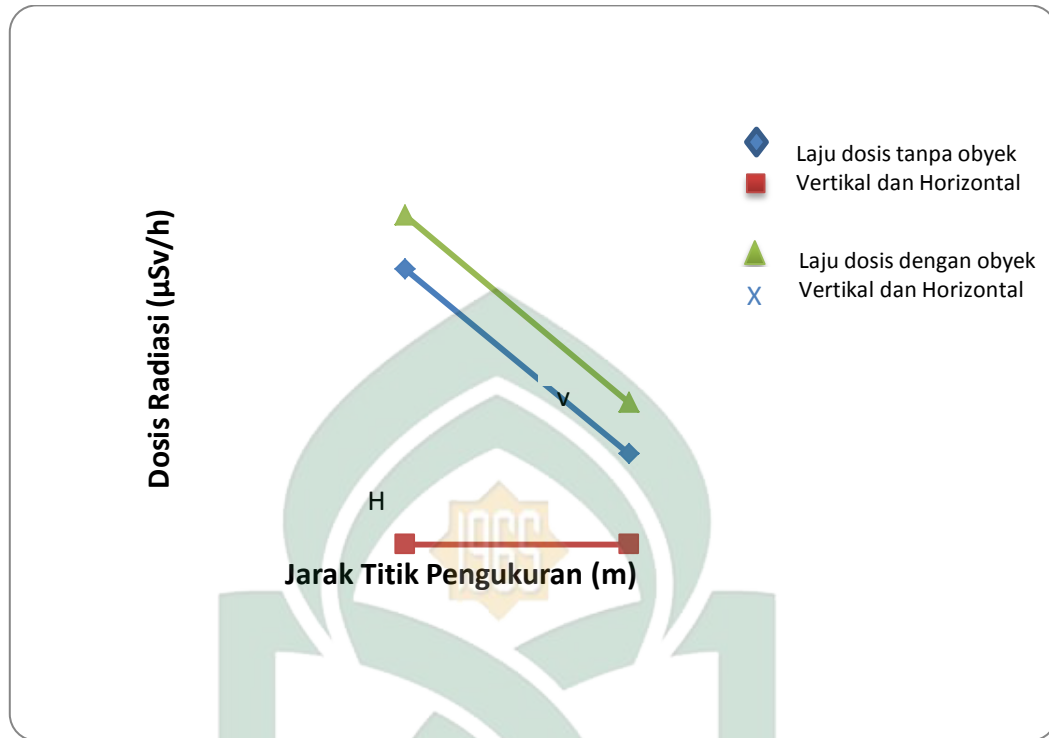 Laju dosis tanpa obyek
Vertikal dan Horizontal
Laju dosis dengan obyek
X Vertikal dan Horizontal
Dosis Radiasi (µSv/h)
v
H
1965
Jarak Titik Pengukuran (m)